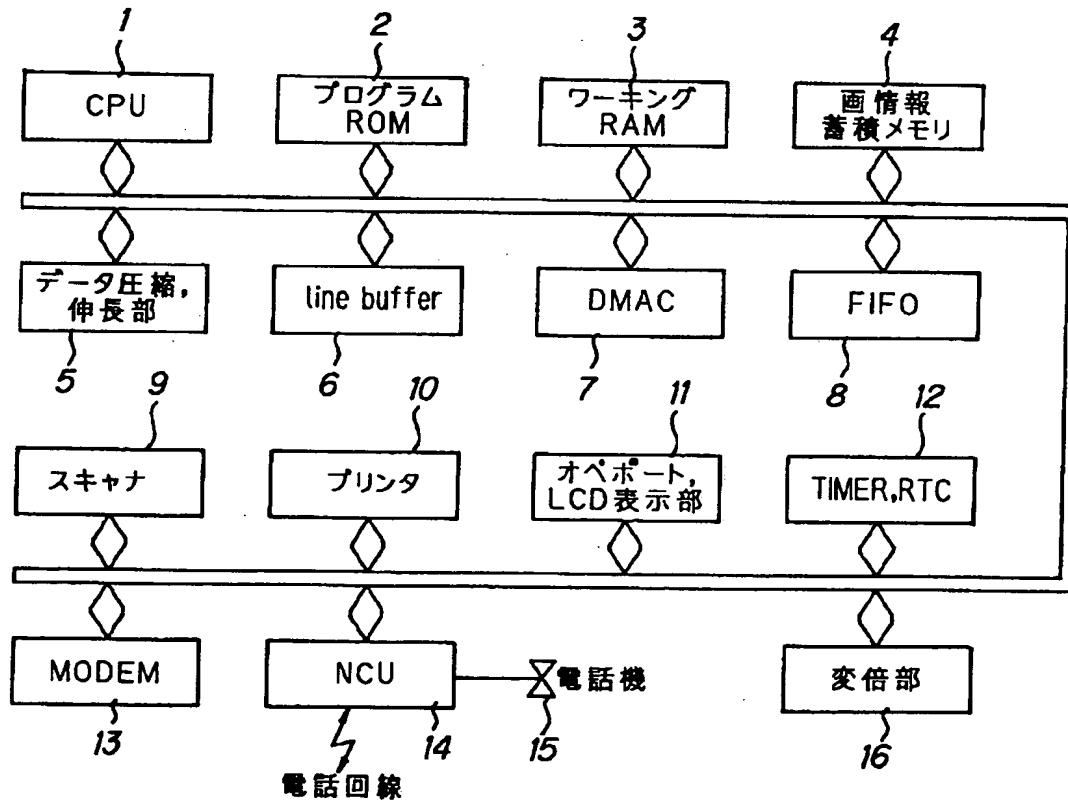 1
2
3
4
CPU
プログラム
ROM
ワーキング
RAM
画情報
蓄積メモリ
データ圧縮,
伸長部
line buffer
DMAC
FIFO
5
6
7
8
9
10
11
12
スキャナ
プリンタ
オペポート,
LCD表示部
TIMER,RTC
MODEM
NCU
電話機
変倍部
13
14
15
16
電話回線